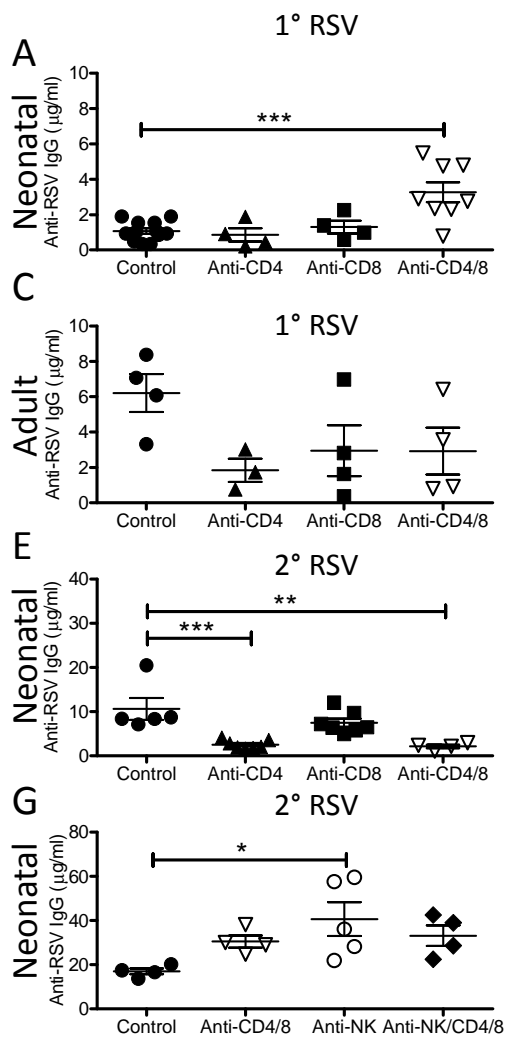 1° RSV
A
Neonatal
Anti-RSV IgG (μg/ml)
10
8
6
4
2
0
***
Control Anti-CD4 Anti-CD8 Anti-CD4/8
C
1° RSV
Adult
Anti-RSV IgG (μg/ml)
10
8
6
4
2
0
Control Anti-CD4 Anti-CD8 Anti-CD4/8
E
2° RSV
Neonatal
Anti-RSV IgG (μg/ml)
40
30
20
10
0
**
***
Control Anti-CD4 Anti-CD8 Anti-CD4/8
G
2° RSV
Neonatal
Anti-RSV IgG (μg/ml)
80
60
40
20
0
*
Control Anti-CD4/8 Anti-NK Anti-NK/CD4/8